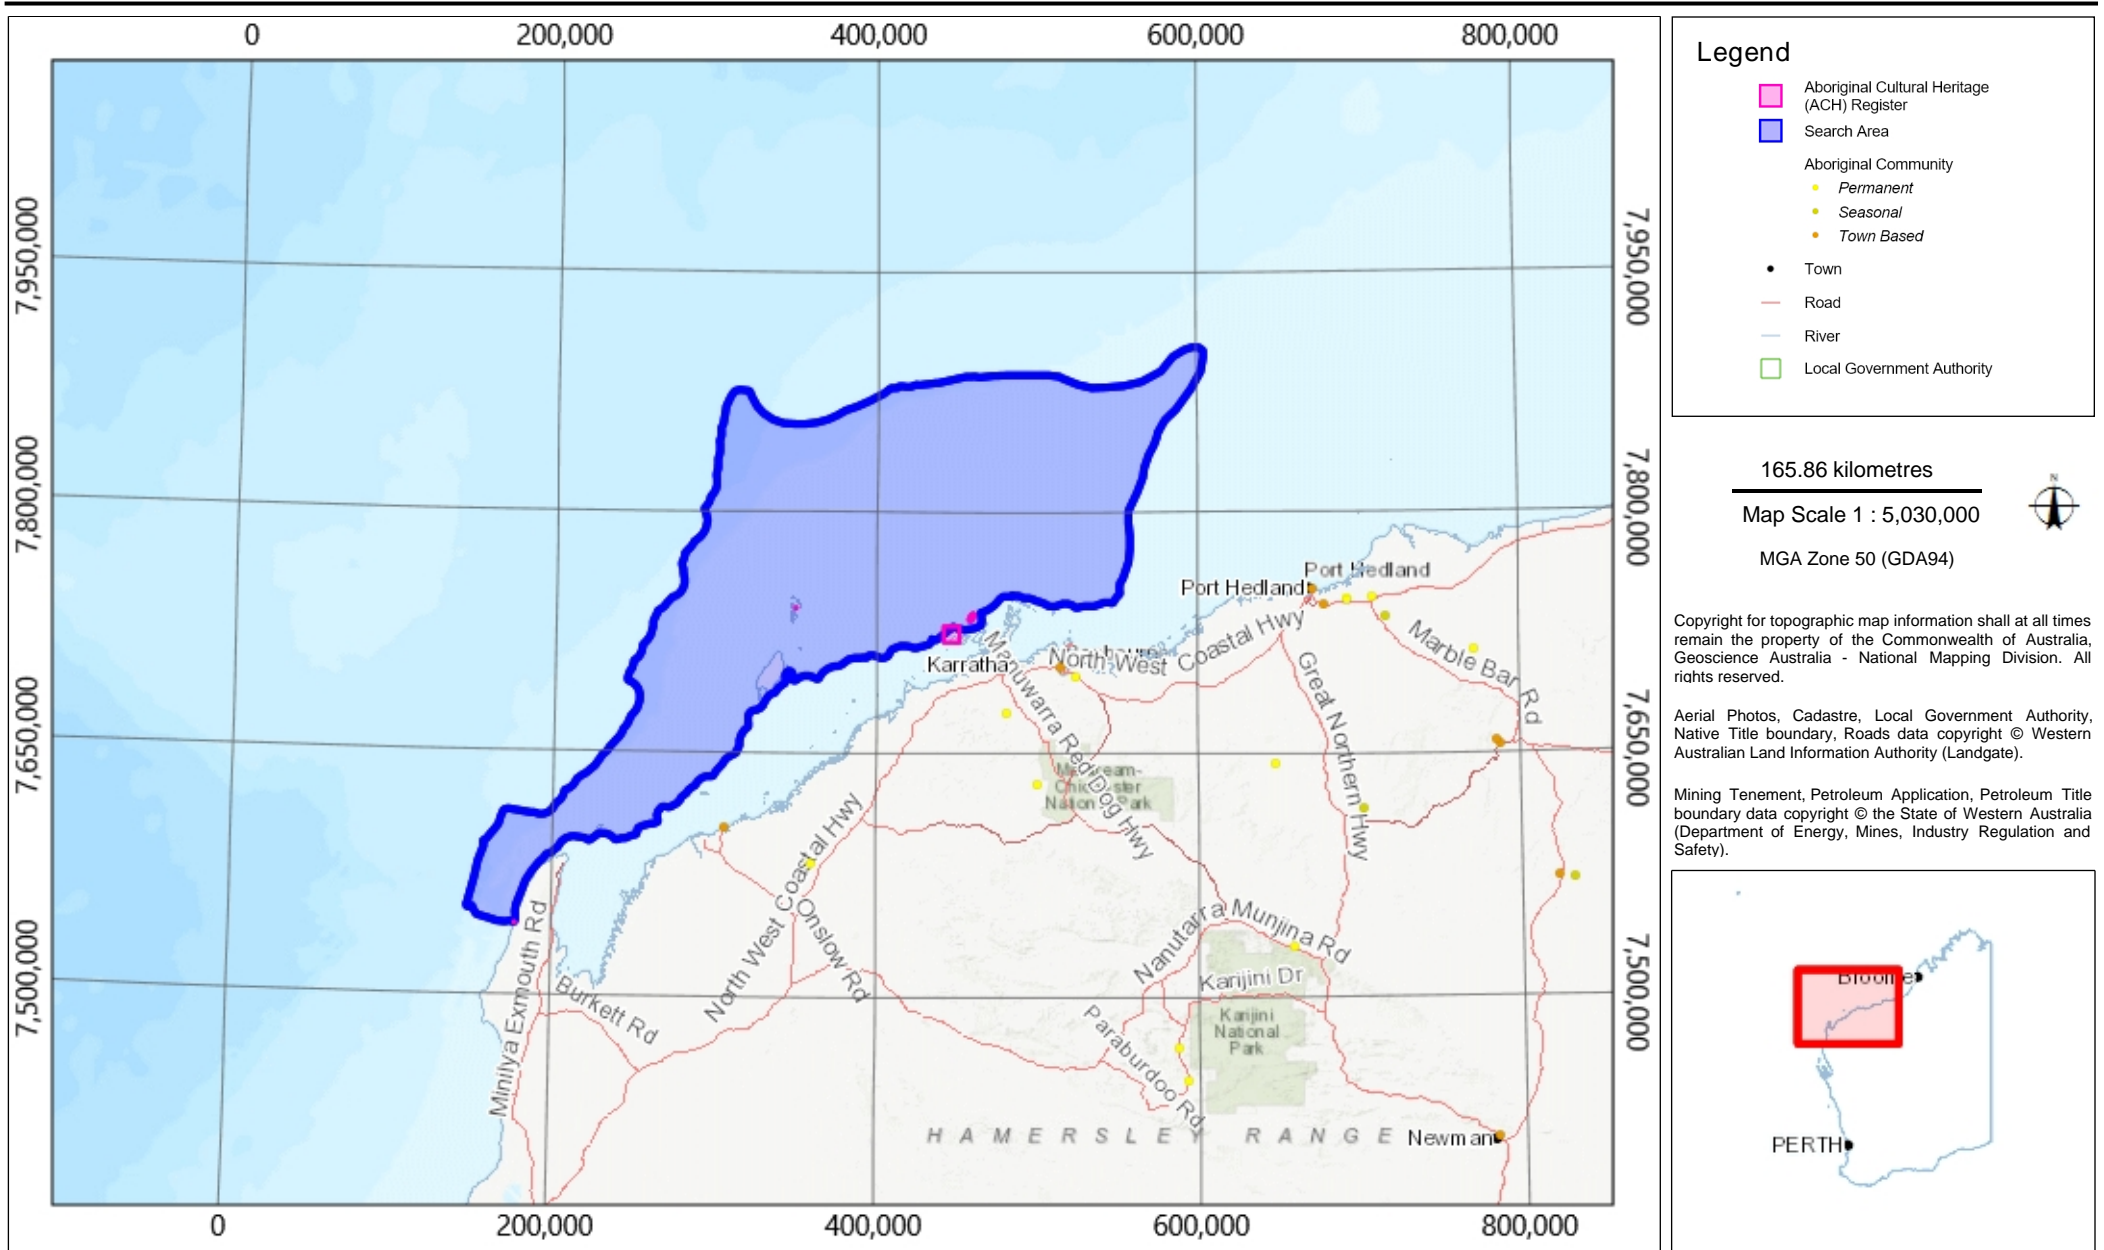 0 200,000 400,000 600,000 800,000
7,950,000
7,800,000
7,650,000
7,500,000
7,950,000
7,800,000
7,650,000
7,500,000
Port Hedland
Port Hedland
Karratha
North West Coastal Hwy
Manuwarra Red Dog Hwy
Great Northern Hwy
Marble Bar Rd
National Park
North West Coastal Hwy
Onslow Rd
Nanutarra Munjina Rd
Karijini Dr
Karijini
National
Park
Paraburdoo Rd
Minilya Exmouth Rd
Burkett Rd
HAMERSLEY RANGE
Newman
0 200,000 400,000 600,000 800,000
Legend
Aboriginal Cultural Heritage
(ACH) Register
Search Area
Aboriginal Community
Permanent
Seasonal
Town Based
Town
Road
River
Local Government Authority
165.86 kilometres
Map Scale 1 : 5,030,000
MGA Zone 50 (GDA94)
N
Copyright for topographic map information shall at all times
remain the property of the Commonwealth of Australia,
Geoscience Australia - National Mapping Division. All
rights reserved.
Aerial Photos, Cadastre, Local Government Authority,
Native Title boundary, Roads data copyright © Western
Australian Land Information Authority (Landgate).
Mining Tenement, Petroleum Application, Petroleum Title
boundary data copyright © the State of Western Australia
(Department of Energy, Mines, Industry Regulation and
Safety).
Broome
PERTH